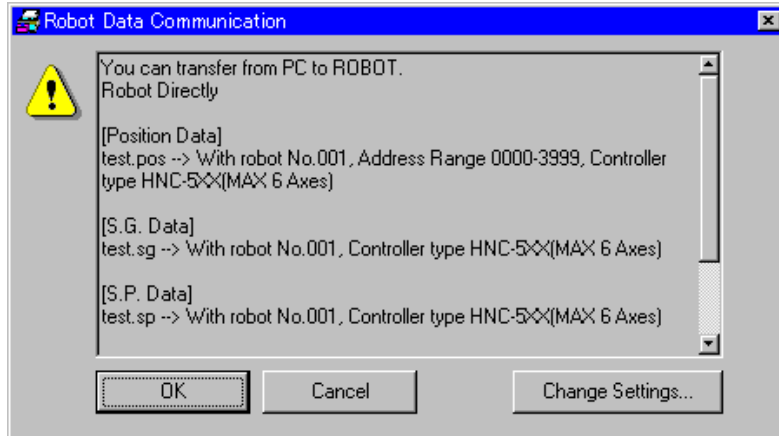 Robot Data Communication
You can transfer from PC to ROBOT.
Robot Directly
[Position Data]
test.pos --> With robot No.001, Address Range 0000-3999, Controller
type HNC-5XX(MAX 6 Axes)
[S.G. Data]
test.sg --> With robot No.001, Controller type HNC-5XX(MAX 6 Axes)
[S.P. Data]
test.sp --> With robot No.001, Controller type HNC-5XX(MAX 6 Axes)
OK
Cancel
Change Settings...